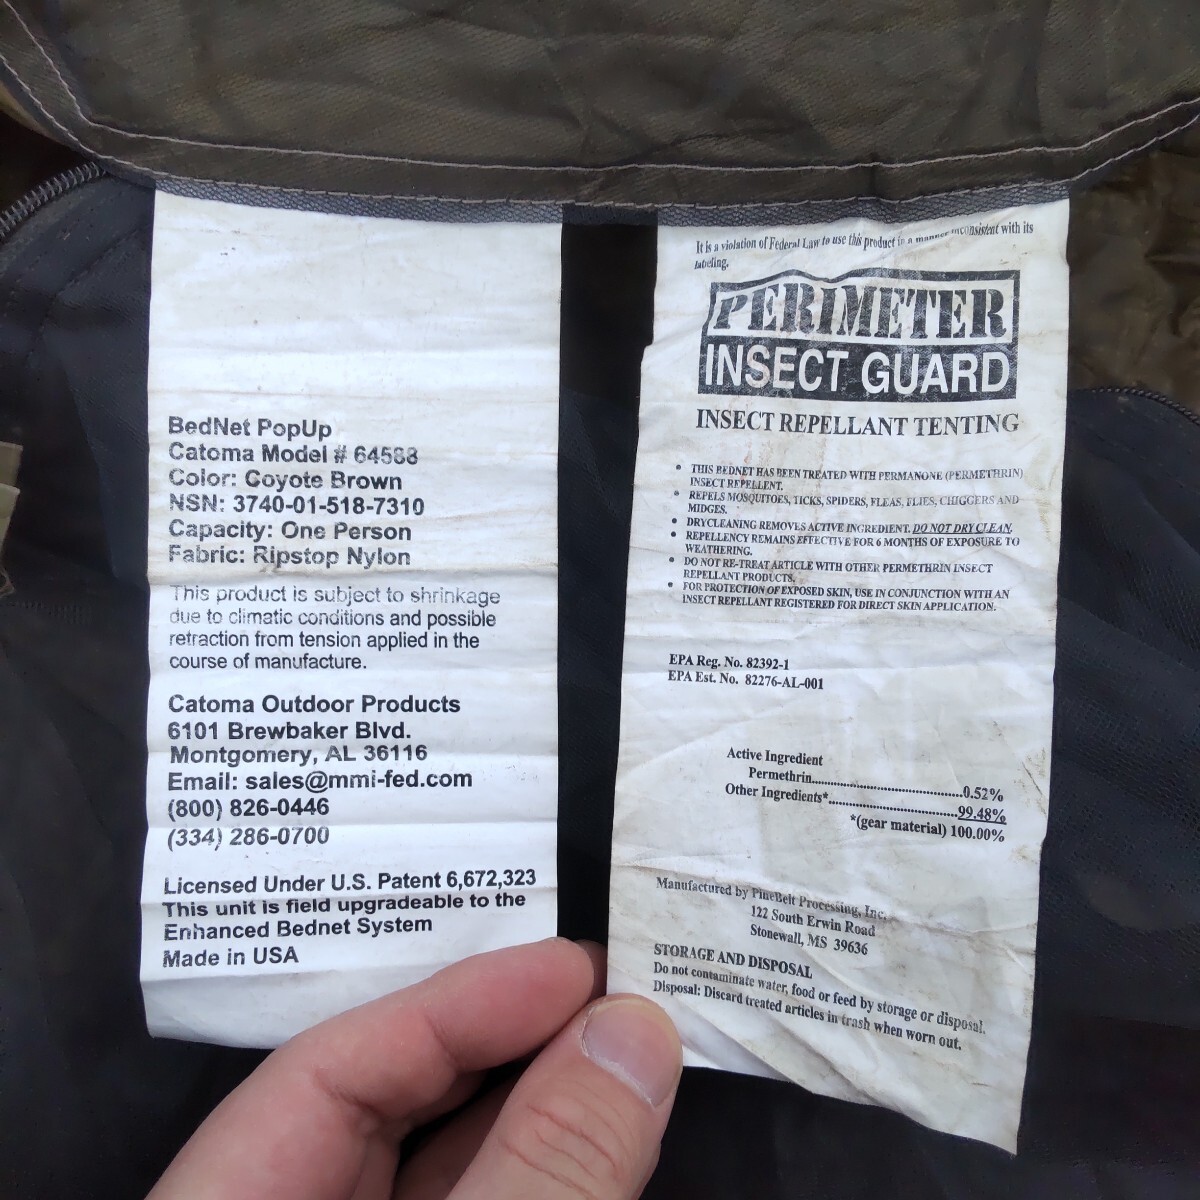 BedNet PopUp
Catoma Model # 64588
Color: Coyote Brown
NSN: 3740-01-518-7310
Capacity: One Person
Fabric: Ripstop Nylon
This product is subject to shrinkage
due to climatic conditions and possible
retraction from tension applied in the
course of manufacture.
Catoma Outdoor Products
6101 Brewbaker Blvd.
Montgomery, AL 36116
Email: sales@mmi-fed.com
(800) 826-0446
(334) 286-0700
Licensed Under U.S. Patent 6,672,323
This unit is field upgradeable to the
Enhanced Bednet System
Made in USA
It is a violation of Federal Law to use this product in a manner inconsistent with its
labeling.
PERIMETER
INSECT GUARD
INSECT REPELLANT TENTING
• THIS BEDNET HAS BEEN TREATED WITH PERMANONE (PERMETHRIN)
INSECT REPELLENT.
• REPELS MOSQUITOES, TICKS, SPIDERS, FLEAS, FLIES, CHIGGERS AND
MIDGES.
• DRYCLEANING REMOVES ACTIVE INGREDIENT. DO NOT DRY CLEAN.
• REPELLENCY REMAINS EFFECTIVE FOR 6 MONTHS OF EXPOSURE TO
WEATHERING.
• DO NOT RE-TREAT ARTICLE WITH OTHER PERMETHRIN INSECT
REPELLANT PRODUCTS.
• FOR PROTECTION OF EXPOSED SKIN, USE IN CONJUNCTION WITH AN
INSECT REPELLANT REGISTERED FOR DIRECT SKIN APPLICATION.
EPA Reg. No. 82392-1
EPA Est. No. 82276-AL-001
Active Ingredient
Permethrin...........................................0.52%
Other Ingredients*.....................................99.48%
*(gear material) 100.00%
Manufactured by PineBelt Processing, Inc.
122 South Erwin Road
Stonewall, MS 39636
STORAGE AND DISPOSAL
Do not contaminate water, food or feed by storage or disposal.
Disposal: Discard treated articles in trash when worn out.